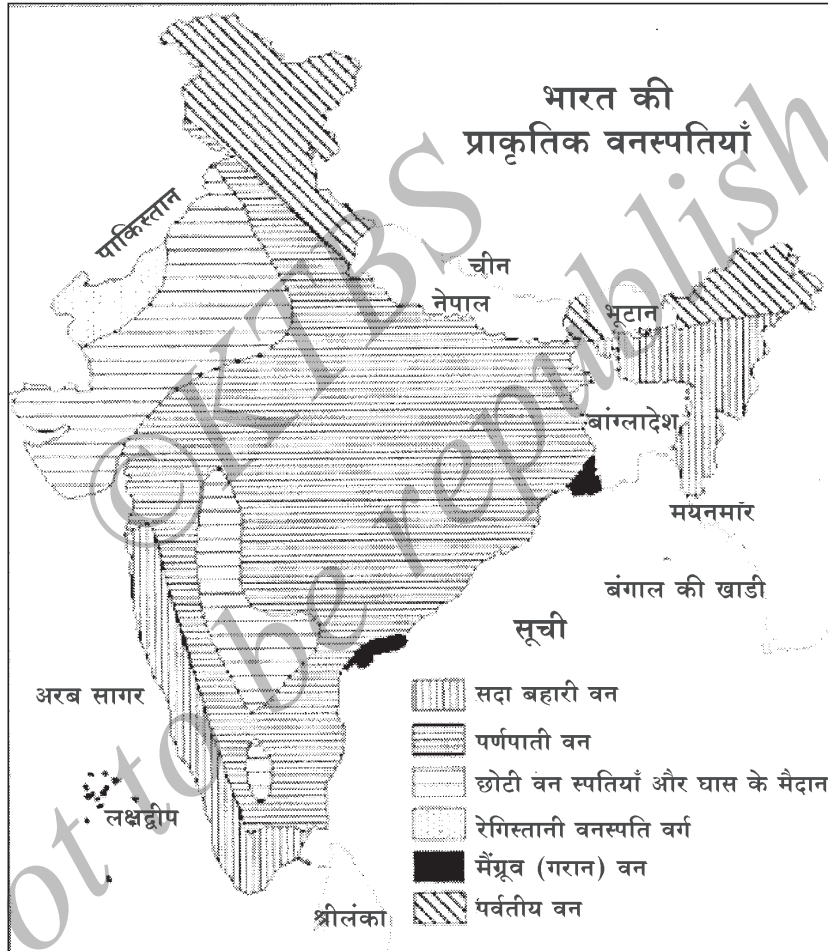 भारत की
प्राकृतिक वनस्पतियाँ
पाकिस्तान
चीन
नेपाल
भूटान
बांग्लादेश
मयनमाँर
बंगाल की खाडी
अरब सागर
लक्षद्वीप
श्रीलंका
सूची
सदा बहारी वन
पर्णपाती वन
छोटी वन स्पतियाँ और घास के मैदान
रेगिस्तानी वनस्पति वर्ग
मैंग्रूव (गरान) वन
पर्वतीय वन
©KTBS
not to be republish